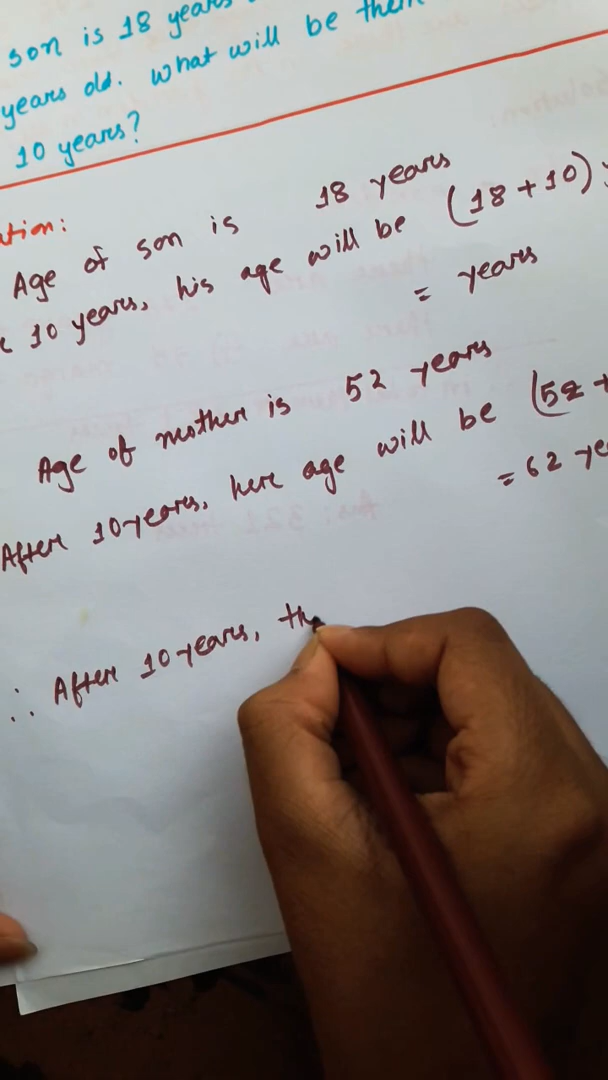 son is 18 years
years old. what will be their
10 years?
Age of son is 18 years
10 years, his age will be (18+10)
= years
Age of mother is 52 years
After 10 years, here age will be (52 +
= 62
∴ After 10 years, th